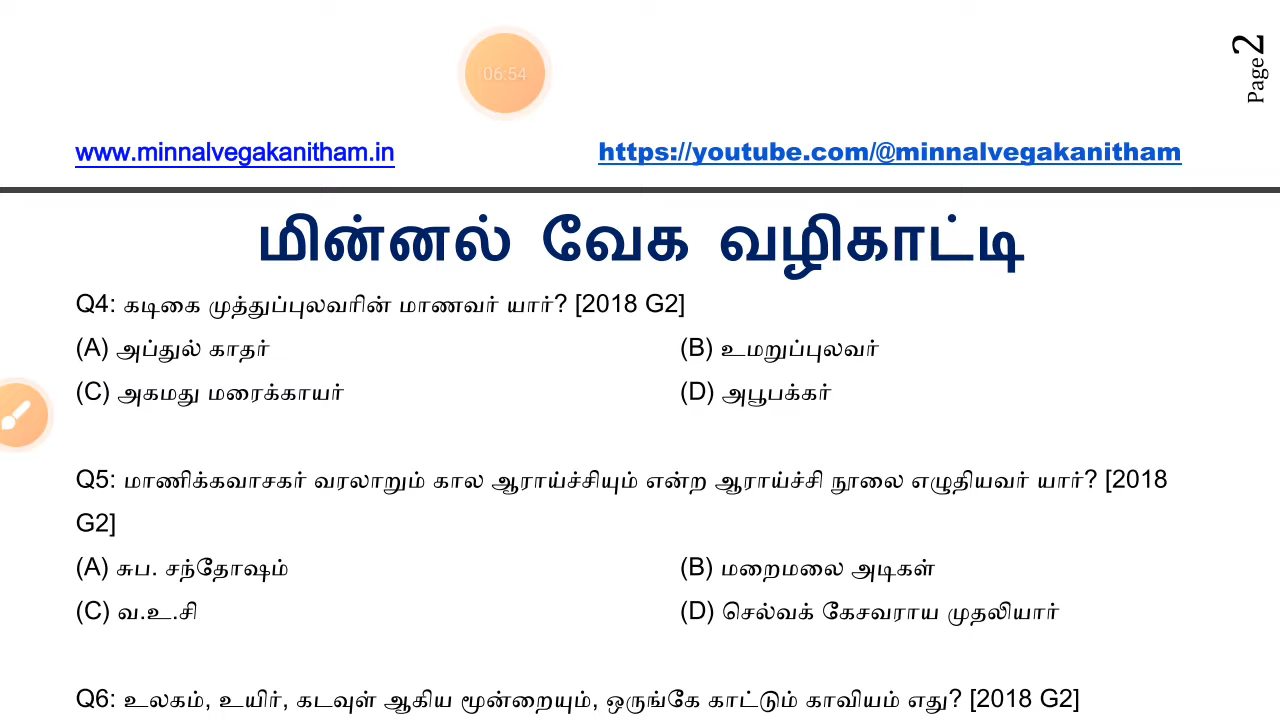 Page 2
06:54
www.minnalvegakanitham.in https://youtube.com/@minnalvegakanitham
மின்னல் வேக வழிகாட்டி
Q4: கடிகை முத்துப்புலவரின் மாணவர் யார்? [2018 G2]
(A) அப்துல் காதர் (B) உமறுப்புலவர்
(C) அகமது மரைக்காயர் (D) அபூபக்கர்
Q5: மாணிக்கவாசகர் வரலாறும் கால ஆராய்ச்சியும் என்ற ஆராய்ச்சி நூலை எழுதியவர் யார்? [2018
G2]
(A) சுப. சந்தோஷம் (B) மறைமலை அடிகள்
(C) வ.உ.சி (D) செல்வக் கேசவராய முதலியார்
Q6: உலகம், உயிர், கடவுள் ஆகிய மூன்றையும், ஒருங்கே காட்டும் காவியம் எது? [2018 G2]